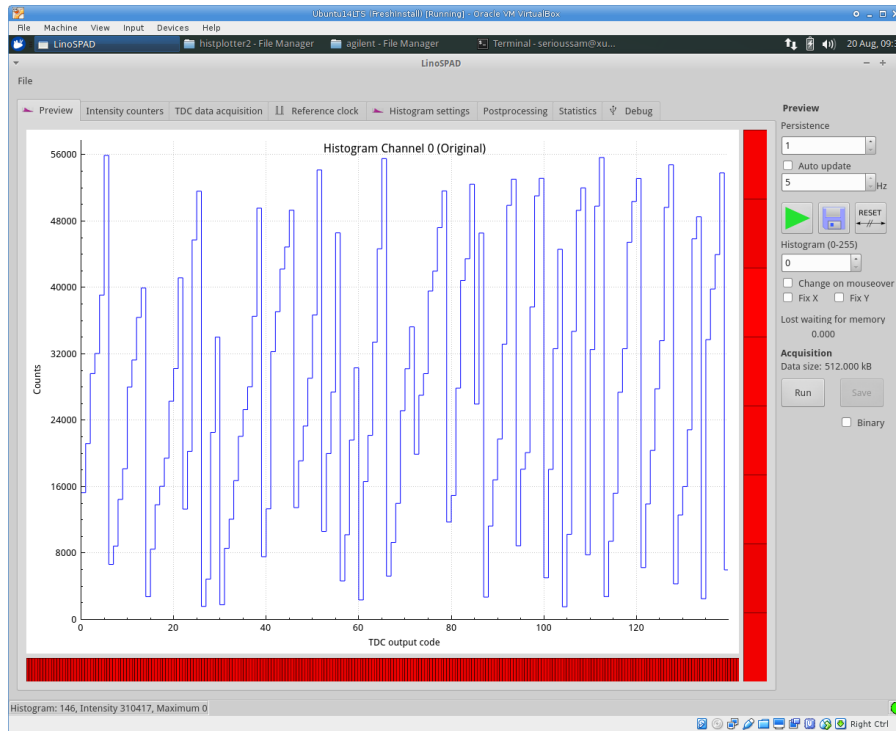 Ubuntu14LTS (FreshInstall) [Running] - Oracle VM VirtualBox
File Machine View Input Devices Help
LinoSPAD histplotter2 - File Manager agilent - File Manager Terminal - serioussam@xu... 20 Aug, 09:
LinoSPAD
File
Preview Intensity counters TDC data acquisition Reference clock Histogram settings Postprocessing Statistics Debug
Histogram Channel 0 (Original)
56000
48000
40000
32000
24000
16000
8000
0
Counts
0 20 40 60 80 100 120
TDC output code
Preview
Persistence
1
Auto update
5 Hz
RESET
Histogram (0-255)
0
Change on mouseover
Fix X Fix Y
Lost waiting for memory
0.000
Acquisition
Data size: 512.000 kB
Run Save
Binary
Histogram: 146, Intensity 310417, Maximum 0
Right Ctrl